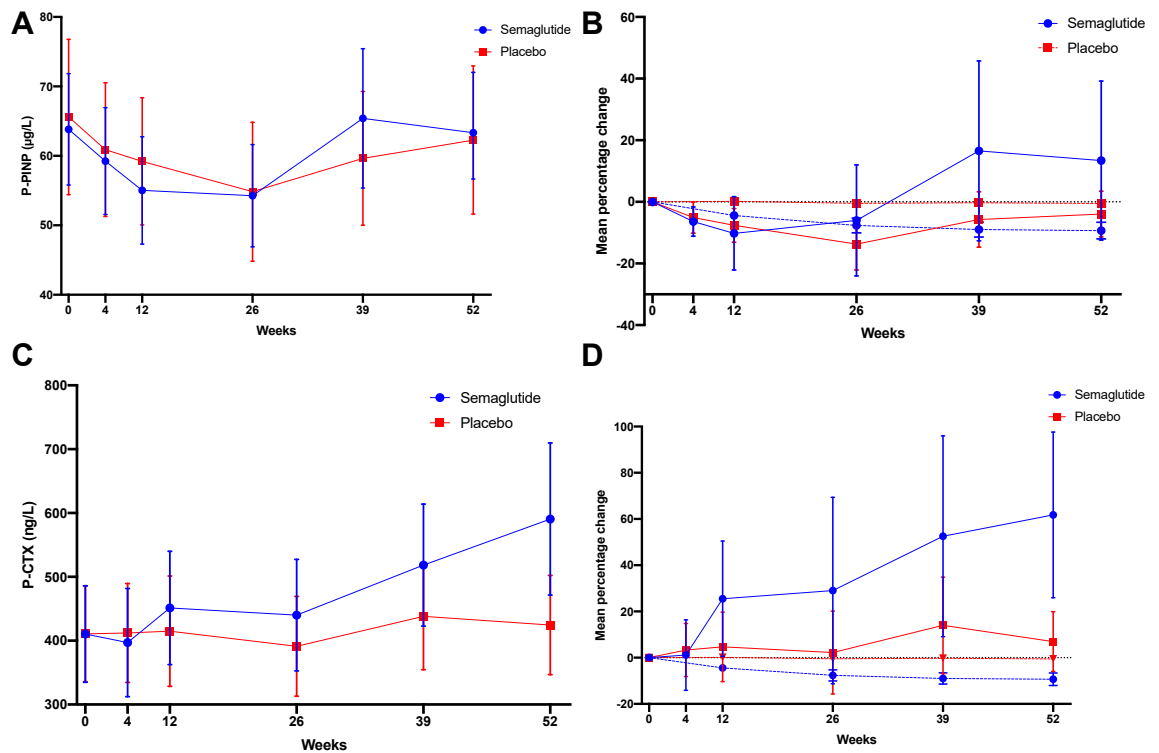 A
Semaglutide
Placebo
80
70
60
50
40
P-PINP (µg/L)
0 4 12 26 39 52
Weeks
B
Semaglutide
Placebo
60
40
20
0
-20
-40
Mean percentage change
0 4 12 26 39 52
Weeks
C
Semaglutide
Placebo
800
700
600
500
400
300
P-CTX (ng/L)
0 4 12 26 39 52
Weeks
D
Semaglutide
Placebo
100
80
60
40
20
0
-20
Mean percentage change
0 4 12 26 39 52
Weeks